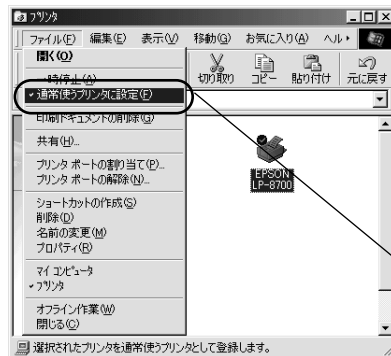 プリンタ
ファイル(F) 編集(E) 表示(V) 移動(G) お気に入り(A) ヘル
切り取り コピー 貼り付け 元に戻す
開く(O)
一時停止(A)
通常使うプリンタに設定(F)
印刷ドキュメントの削除(G)
共有(H)...
プリンタ ポートの割り当て(P)...
プリンタ ポートの解除(N)...
ショートカットの作成(S)
削除(D)
名前の変更(M)
プロパティ(R)
マイ コンピュータ
プリンタ
オフライン作業(W)
閉じる(C)
EPSON
LP-8700
選択されたプリンタを通常使うプリンタとして登録します。